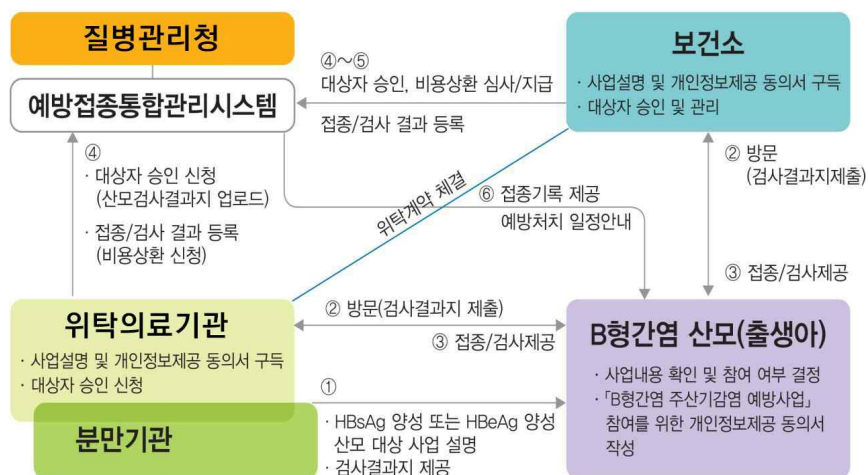 질병관리청
예방접종통합관리시스템
④~⑤
대상자 승인, 비용상환 심사/지급
접종/검사 결과 등록
보건소
· 사업설명 및 개인정보제공 동의서 구득
· 대상자 승인 및 관리
④
· 대상자 승인 신청
(산모검사결과지 업로드)
· 접종/검사 결과 등록
(비용상환 신청)
위탁계약 체결
⑥ 접종기록 제공
예방처치 일정안내
② 방문
(검사결과지제출)
③ 접종/검사제공
위탁의료기관
· 사업설명 및 개인정보제공 동의서 구득
· 대상자 승인 신청
분만기관
② 방문(검사결과지 제출)
③ 접종/검사제공
①
· HBsAg 양성 또는 HBeAg 양성
산모 대상 사업 설명
· 검사결과지 제공
B형간염 산모(출생아)
· 사업내용 확인 및 참여 여부 결정
· 「B형간염 주산기감염 예방사업」
참여를 위한 개인정보제공 동의서
작성